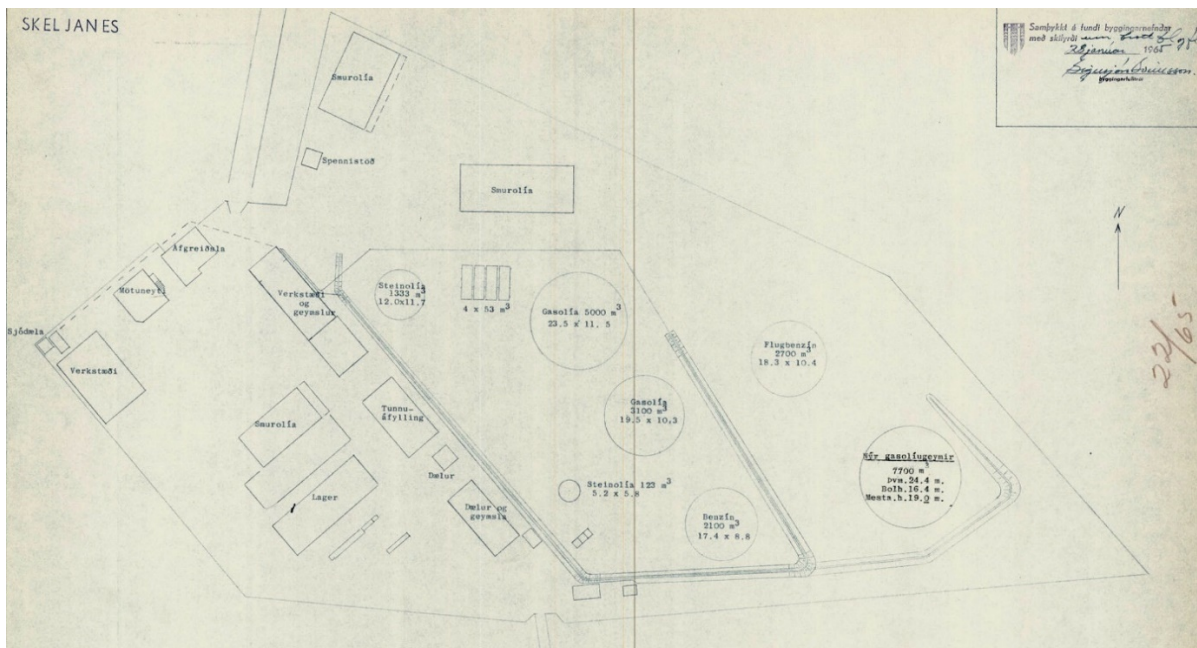 SKELJANES
Samþykkt á fundi byggingarnefndar
með skilyrði um
28 janúar 1965
Smurolía
Spennistöð
Smurolía
N
Afgreiðsla
Mötuneyti
Sjódæla
Verkstæði
Verkstæði
og
geymslur
Steinolía
1333 m³
12.0x11.7
4 x 53 m³
Gasolía 5000 m³
23.5 x 11.5
Flugbenzín
2700 m³
18.3 x 10.4
22/65
Gasolía
3100 m³
19.5 x 10.3
Smurolía
Tunnu-
áfylling
Dælur
Lager
Dælur og
geymsla
Steinolía 123 m³
5.2 x 5.8
Benzín
2100 m³
17.4 x 8.8
Nýr gasolíugeymir
7700 m³
Þvm.24.4 m.
Bolh.16.4 m.
Mesta.h.19.0 m.